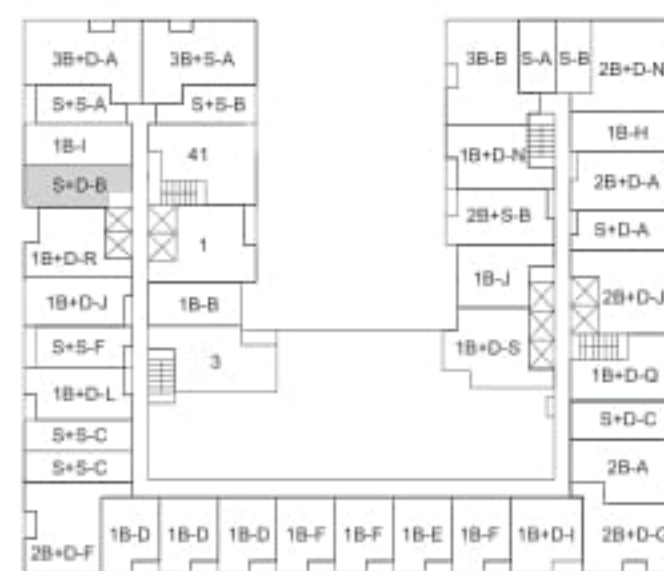 3B+D-A
3B+S-A
S+S-A
S+S-B
1B-I
41
S+D-B
1
1B+D-R
1B+D-J
1B-B
S+S-F
3
1B+D-L
S+S-C
S+S-C
2B+D-F
1B-D
1B-D
1B-D
1B-F
1B-F
1B-E
1B-F
1B+D-I
3B-B
S-A
S-B
2B+D-N
1B+D-N
1B-H
2B+D-A
2B+S-B
S+D-A
1B-J
2B+D-J
1B+D-S
1B+D-Q
S+D-C
2B-A